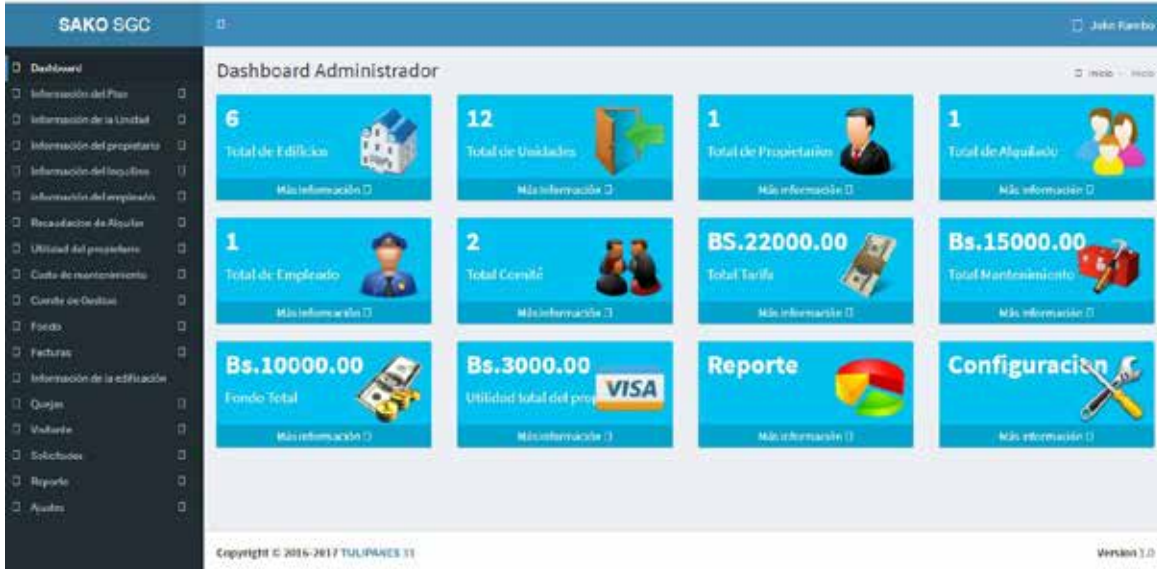 SAKO SGC
John Rambo
Dashboard
Información del Piso
Información de la Unidad
Información del propietario
Información del Inquilino
Información del empleado
Recaudacion de Alquiler
Utilidad del propietario
Costo de mantenimiento
Comite de Gestion
Fondo
Facturas
Información de la edificación
Quejas
Visitante
Solicitudes
Reporte
Ajustes
Dashboard Administrador
Inicio - Inicio
6
Total de Edificios
Más información
12
Total de Unidades
Más información
1
Total de Propietarios
Más información
1
Total de Alquilado
Más información
1
Total de Empleado
Más información
2
Total Comité
Más información
BS.22000.00
Total Tarifa
Más información
Bs.15000.00
Total Mantenimiento
Más información
Bs.10000.00
Fondo Total
Más información
Bs.3000.00
Utilidad total del prop
VISA
Más información
Reporte
Más información
Configuracion
Más información
Copyright © 2016-2017 TULIPANES 11
Version 1.0